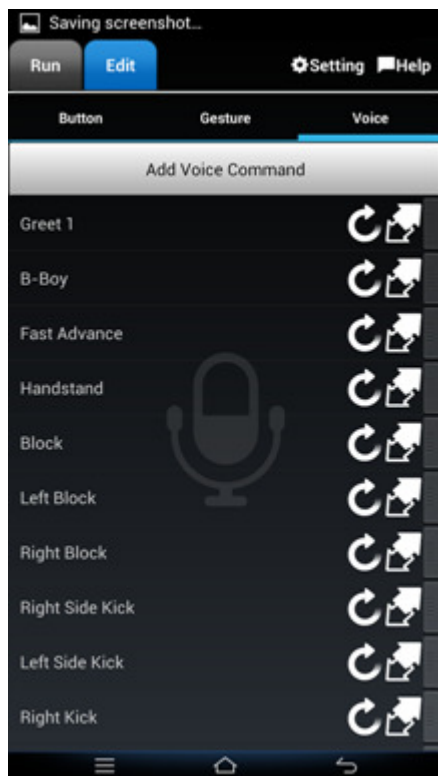 Saving screenshot...
Run Edit Setting Help
Button Gesture Voice
Add Voice Command
Greet 1
B-Boy
Fast Advance
Handstand
Block
Left Block
Right Block
Right Side Kick
Left Side Kick
Right Kick